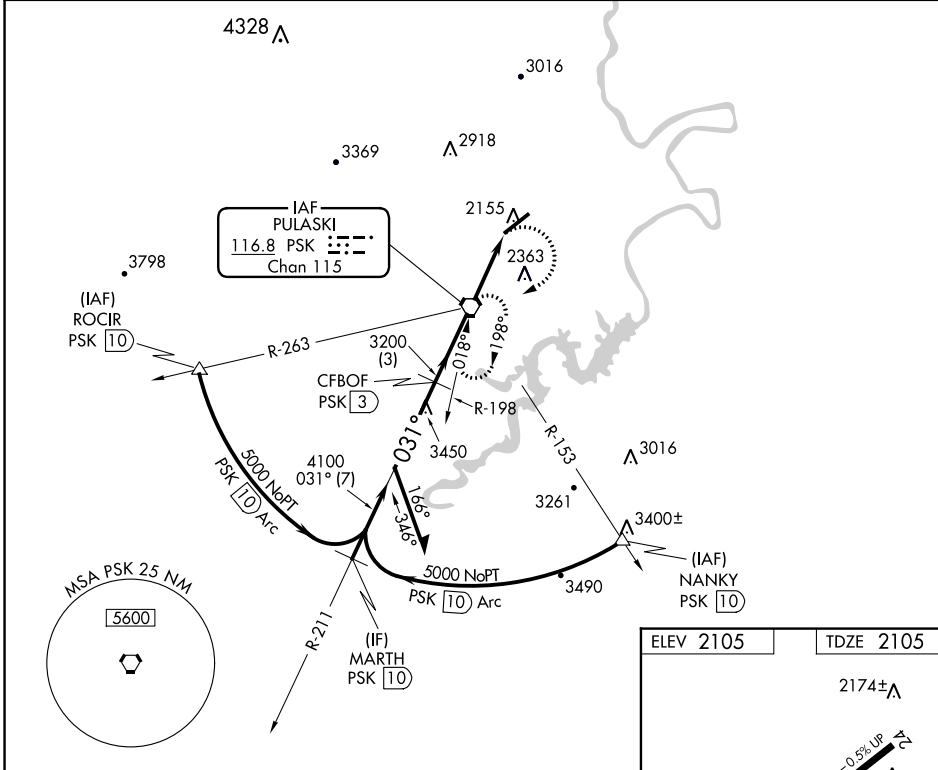 4328
3016
3369
2918
IAF
PULASKI
116.8 PSK
Chan 115
2155
2363
3798
(IAF)
ROCIR
PSK 10
R-263
3200
(3)
018°
198°
CFBOF
PSK 3
R-198
031°
3450
R-153
3016
5000 NoPT
PSK 10 Arc
4100
031° (7)
166°
346°
3261
3400±
(IAF)
NANKY
PSK 10
5000 NoPT
PSK 10 Arc
3490
MSA PSK 25 NM
5600
R-211
(IF)
MARTH
PSK 10
ELEV 2105
TDZE 2105
2174±
0.5% UP
24